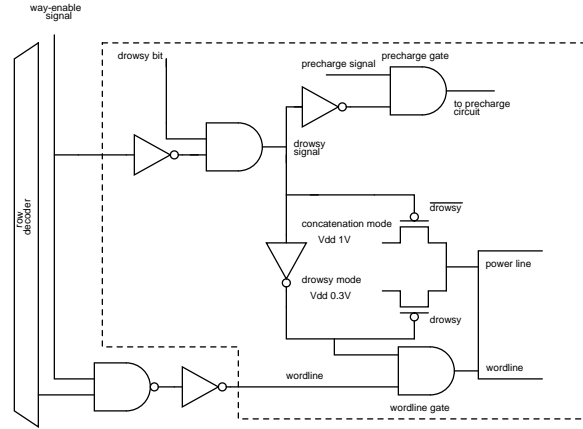 way-enable
signal
drowsy bit
precharge signal
precharge gate
to precharge
circuit
drowsy
signal
row
decoder
drowsy
concatenation mode
Vdd 1V
power line
drowsy mode
Vdd 0.3V
drowsy
wordline
wordline
wordline gate